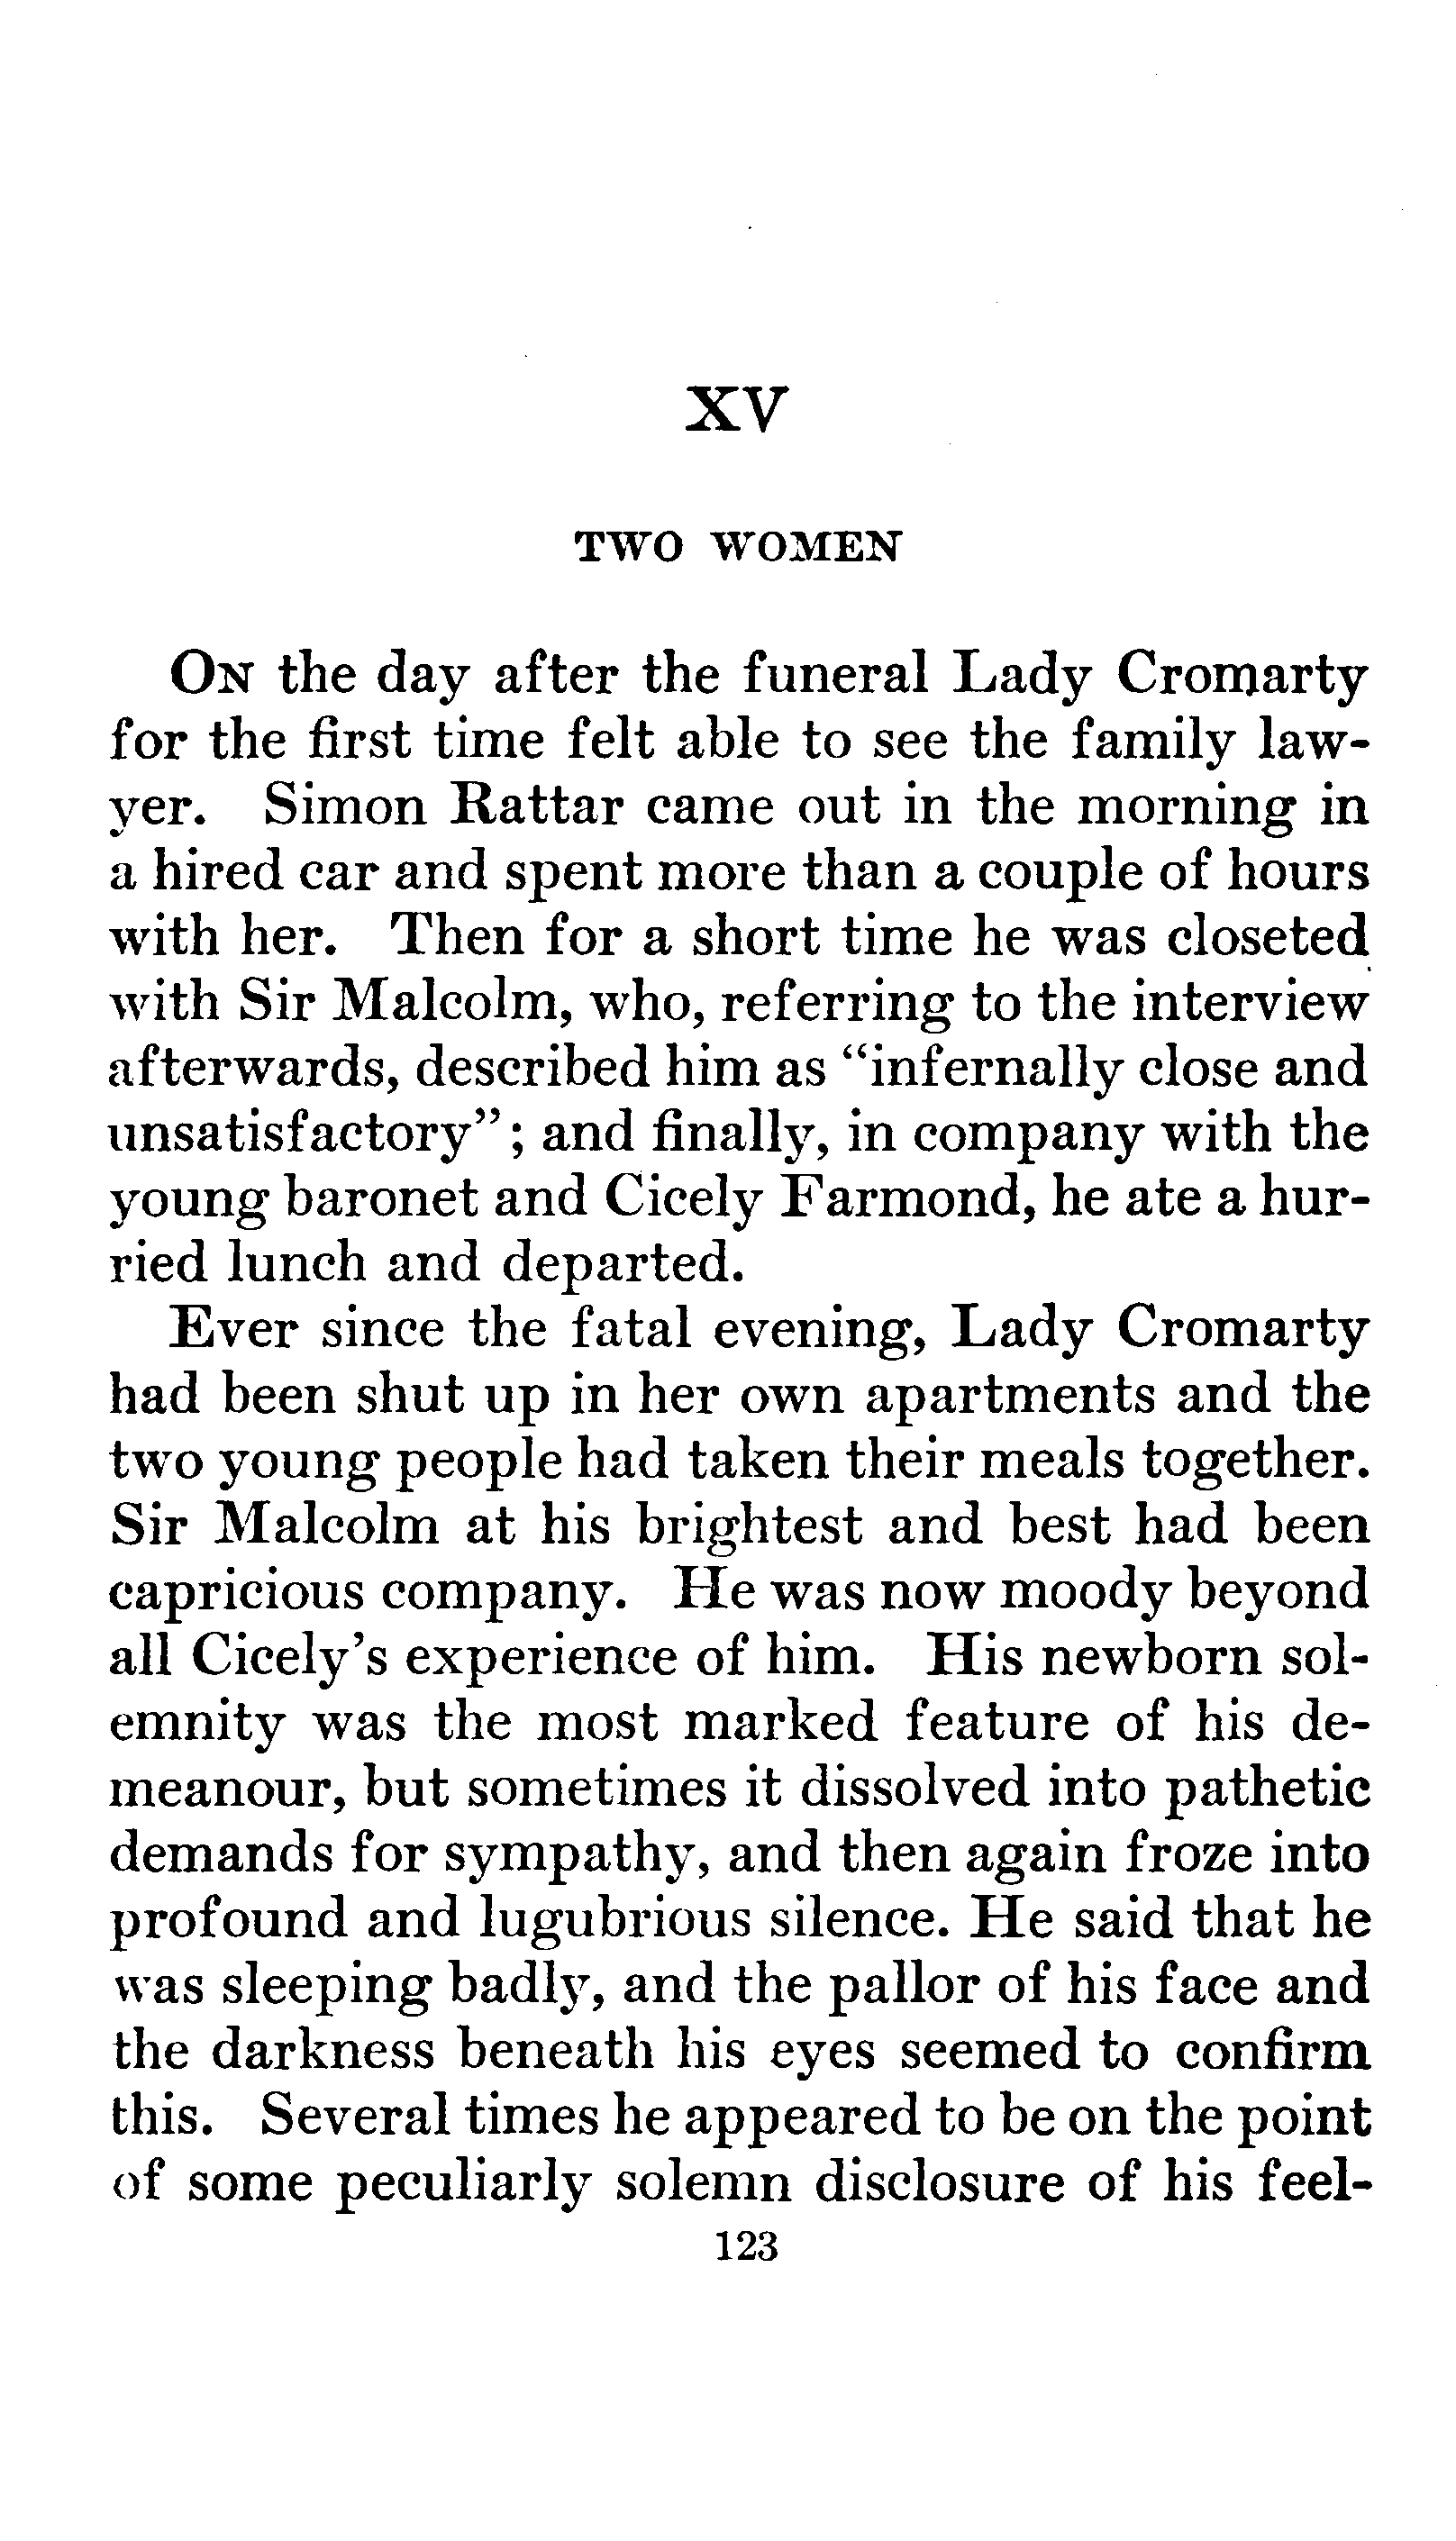 XV
TWO WOMEN
On the day after the funeral Lady Cromarty
for the first time felt able to see the family law-
yer. Simon Rattar came out in the morning in
a hired car and spent more than a couple of hours
with her. Then for a short time he was closeted
with Sir Malcolm, who, referring to the interview
afterwards, described him as "infernally close and
unsatisfactory"; and finally, in company with the
young baronet and Cicely Farmond, he ate a hur-
ried lunch and departed.
Ever since the fatal evening, Lady Cromarty
had been shut up in her own apartments and the
two young people had taken their meals together.
Sir Malcolm at his brightest and best had been
capricious company. He was now moody beyond
all Cicely's experience of him. His newborn sol-
emnity was the most marked feature of his de-
meanour, but sometimes it dissolved into pathetic
demands for sympathy, and then again froze into
profound and lugubrious silence. He said that he
was sleeping badly, and the pallor of his face and
the darkness beneath his eyes seemed to confirm
this. Several times he appeared to be on the point
of some peculiarly solemn disclosure of his feel-
123